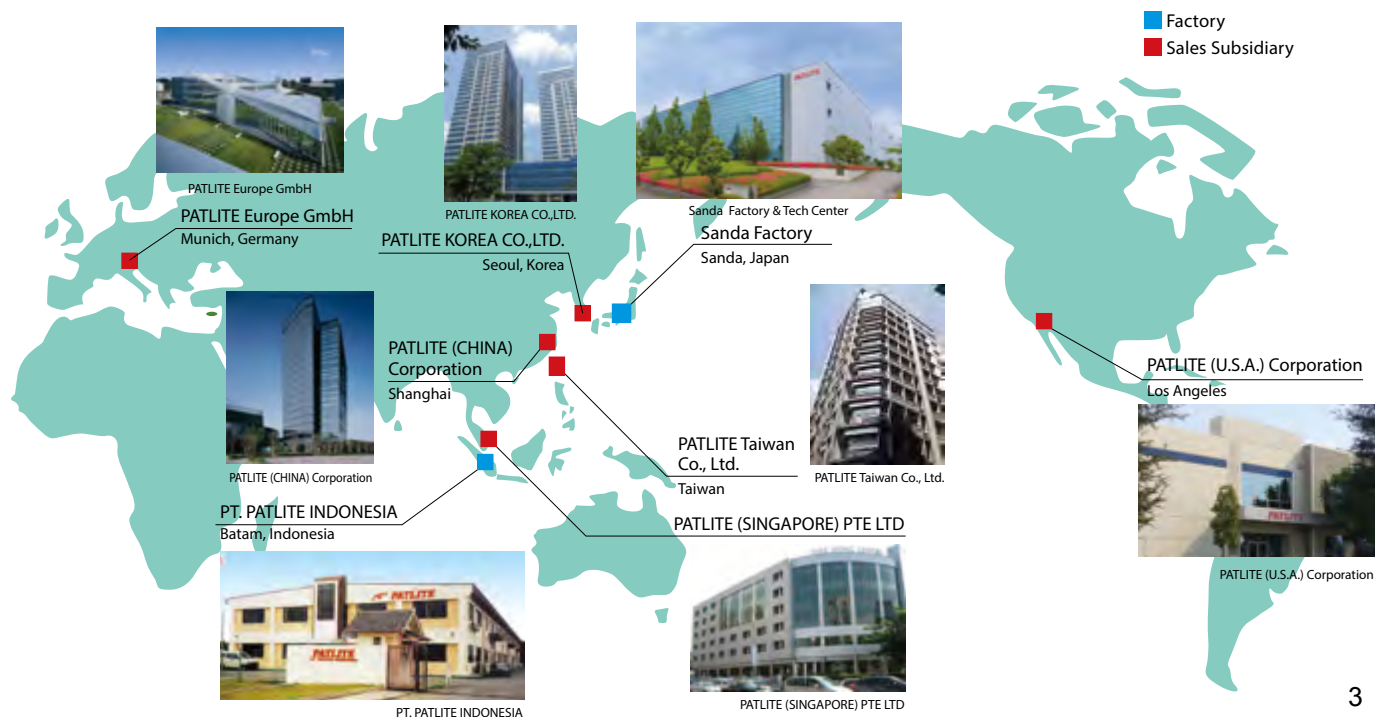 Factory
Sales Subsidiary
PATLITE
PATLITE Europe GmbH
PATLITE KOREA CO.,LTD.
Sanda Factory & Tech Center
PATLITE Europe GmbH
Munich, Germany
PATLITE KOREA CO.,LTD.
Seoul, Korea
Sanda Factory
Sanda, Japan
PATLITE (CHINA)
Corporation
Shanghai
PATLITE (U.S.A.) Corporation
Los Angeles
PATLITE Taiwan
Co., Ltd.
Taiwan
PATLITE (CHINA) Corporation
PATLITE Taiwan Co., Ltd.
PT. PATLITE INDONESIA
Batam, Indonesia
PATLITE (SINGAPORE) PTE LTD
PATLITE
PATLITE
PATLITE
PATLITE (U.S.A.) Corporation
PT. PATLITE INDONESIA
PATLITE (SINGAPORE) PTE LTD
3